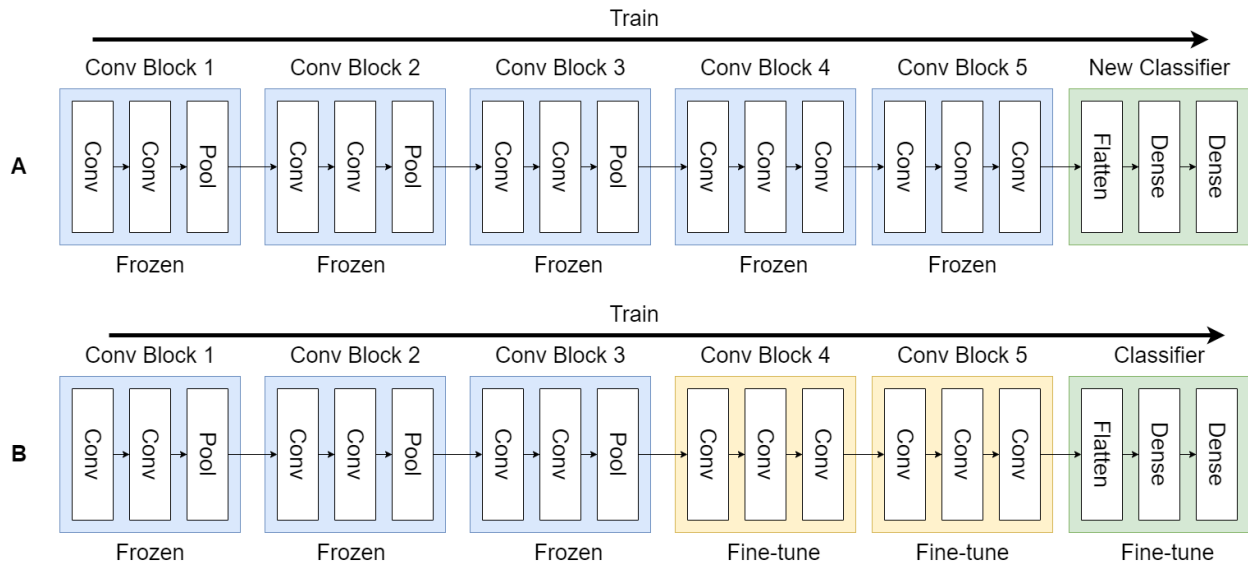 Train
Conv Block 1 Conv Block 2 Conv Block 3 Conv Block 4 Conv Block 5 New Classifier
A Conv Conv Pool Conv Conv Pool Conv Conv Pool Conv Conv Conv Conv Conv Conv Flatten Dense Dense
Frozen Frozen Frozen Frozen Frozen
Train
Conv Block 1 Conv Block 2 Conv Block 3 Conv Block 4 Conv Block 5 Classifier
B Conv Conv Pool Conv Conv Pool Conv Conv Pool Conv Conv Conv Conv Conv Conv Flatten Dense Dense
Frozen Frozen Frozen Fine-tune Fine-tune Fine-tune